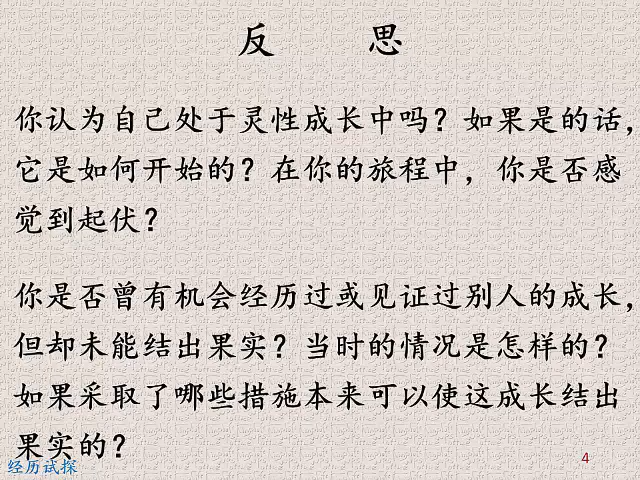 反 思
你认为自己处于灵性成长中吗？如果是的话，
它是如何开始的？在你的旅程中，你是否感
觉到起伏？
你是否曾有机会经历过或见证过别人的成长，
但却未能结出果实？当时的情况是怎样的？
如果采取了哪些措施本来可以使这成长结出
果实的？
经历试探
4